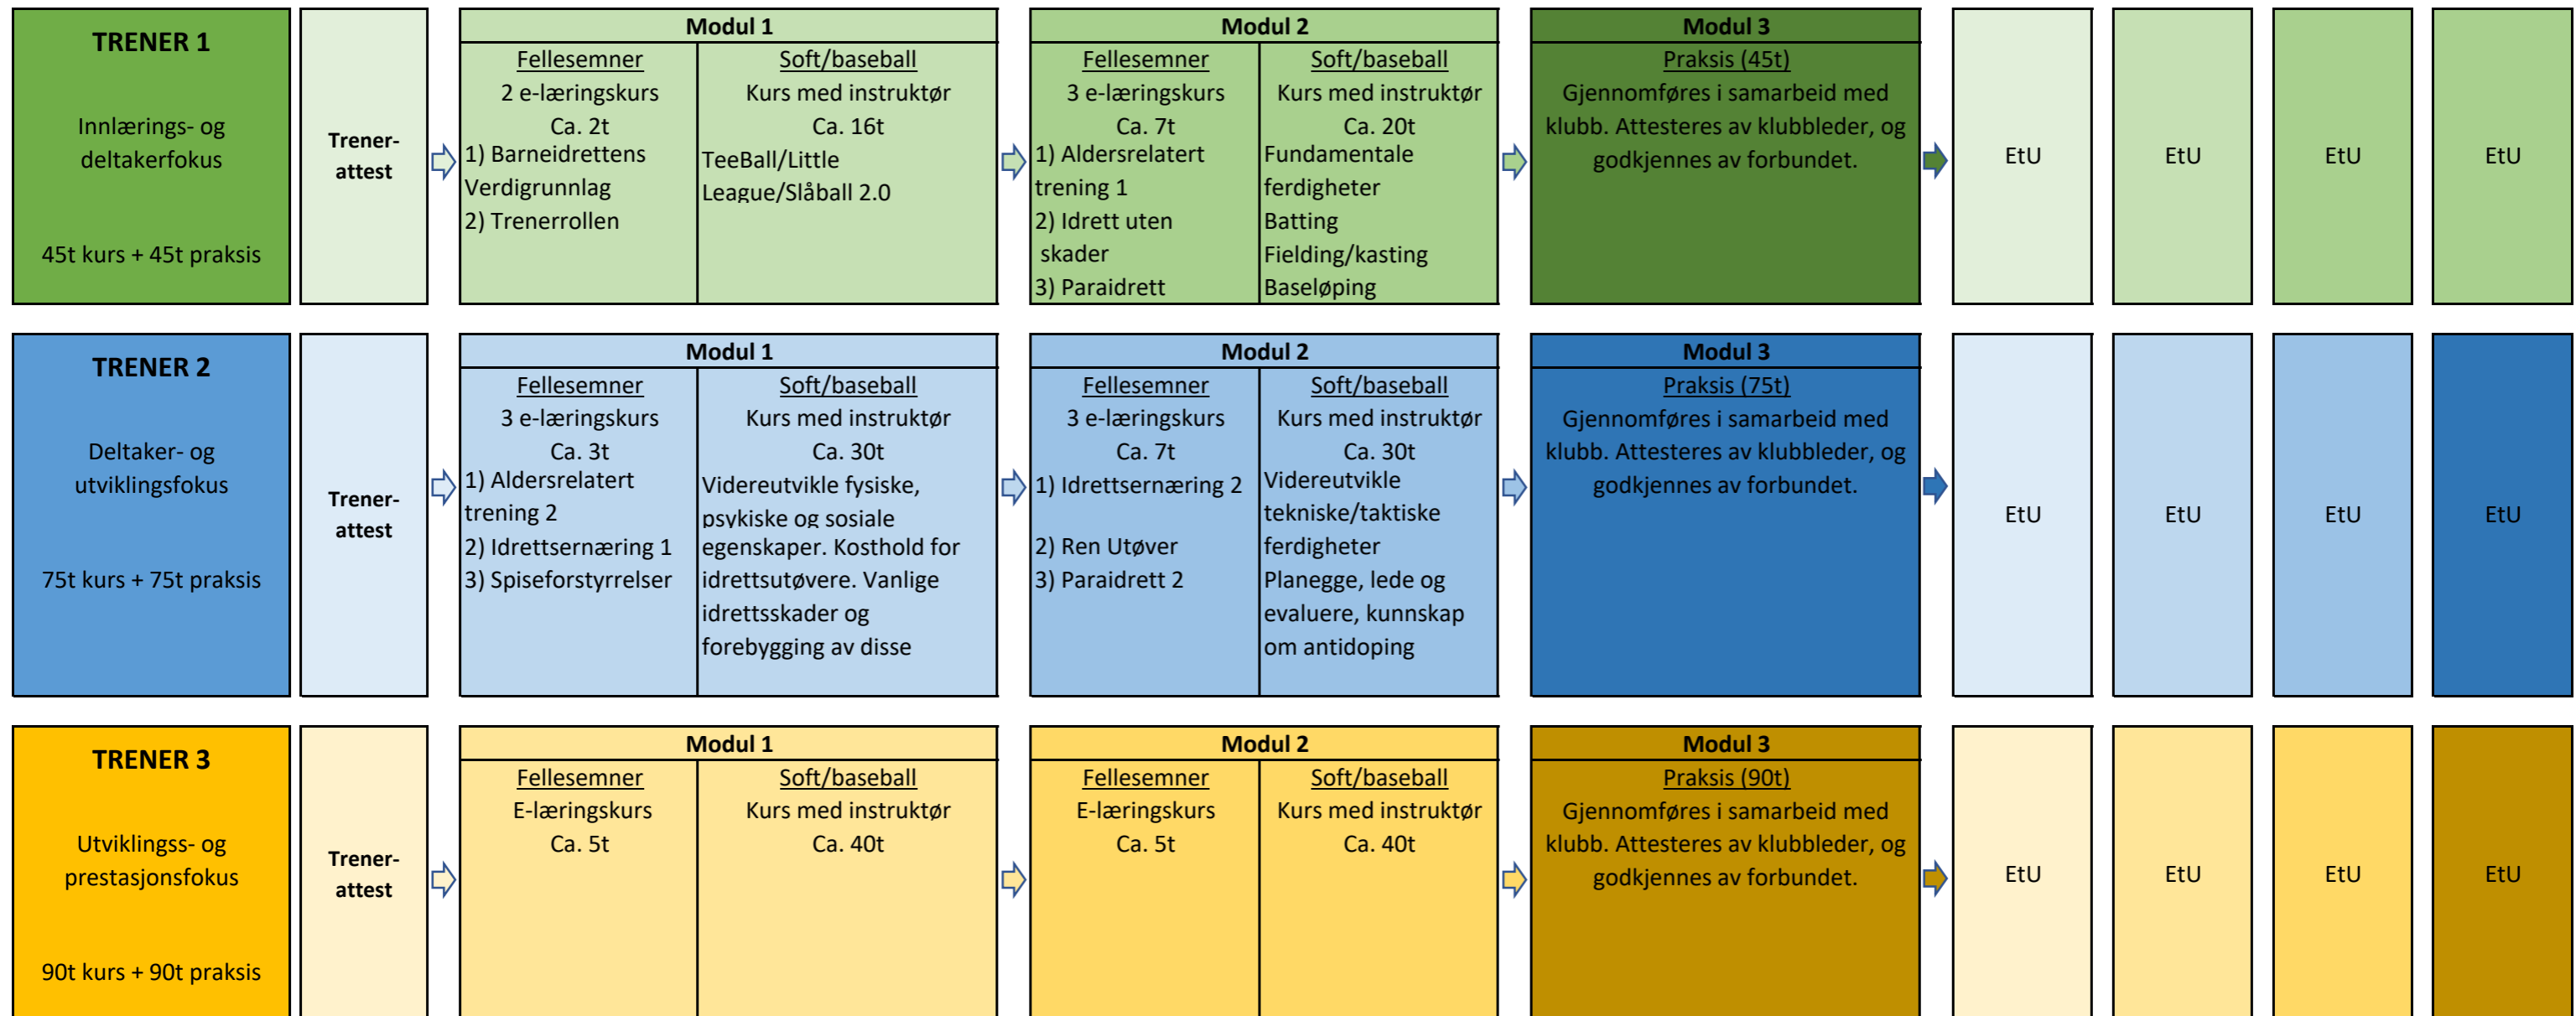 TRENER 1
Innlærings- og
deltakerfokus
45t kurs + 45t praksis
Trener-
attest
Modul 1
Fellesemner
2 e-læringskurs
Ca. 2t
1) Barneidrettens
Verdigrunnlag
2) Trenerrollen
Soft/baseball
Kurs med instruktør
Ca. 16t
TeeBall/Little
League/Slåball 2.0
Modul 2
Fellesemner
3 e-læringskurs
Ca. 7t
1) Aldersrelatert
trening 1
2) Idrett uten
skader
3) Paraidrett
Soft/baseball
Kurs med instruktør
Ca. 20t
Fundamentale
ferdigheter
Batting
Fielding/kasting
Baseløping
Modul 3
Praksis (45t)
Gjennomføres i samarbeid med
klubb. Attesteres av klubbleder, og
godkjennes av forbundet.
EtU
EtU
EtU
EtU
TRENER 2
Deltaker- og
utviklingsfokus
75t kurs + 75t praksis
Trener-
attest
Modul 1
Fellesemner
3 e-læringskurs
Ca. 3t
1) Aldersrelatert
trening 2
2) Idrettsernæring 1
3) Spiseforstyrrelser
Soft/baseball
Kurs med instruktør
Ca. 30t
Videreutvikle fysiske,
psykiske og sosiale
egenskaper. Kosthold for
idrettsutøvere. Vanlige
idrettsskader og
forebygging av disse
Modul 2
Fellesemner
3 e-læringskurs
Ca. 7t
1) Idrettsernæring 2
2) Ren Utøver
3) Paraidrett 2
Soft/baseball
Kurs med instruktør
Ca. 30t
Videreutvikle
tekniske/taktiske
ferdigheter
Planegge, lede og
evaluere, kunnskap
om antidoping
Modul 3
Praksis (75t)
Gjennomføres i samarbeid med
klubb. Attesteres av klubbleder, og
godkjennes av forbundet.
EtU
EtU
EtU
EtU
TRENER 3
Utviklingss- og
prestasjonsfokus
90t kurs + 90t praksis
Trener-
attest
Modul 1
Fellesemner
E-læringskurs
Ca. 5t
Soft/baseball
Kurs med instruktør
Ca. 40t
Modul 2
Fellesemner
E-læringskurs
Ca. 5t
Soft/baseball
Kurs med instruktør
Ca. 40t
Modul 3
Praksis (90t)
Gjennomføres i samarbeid med
klubb. Attesteres av klubbleder, og
godkjennes av forbundet.
EtU
EtU
EtU
EtU